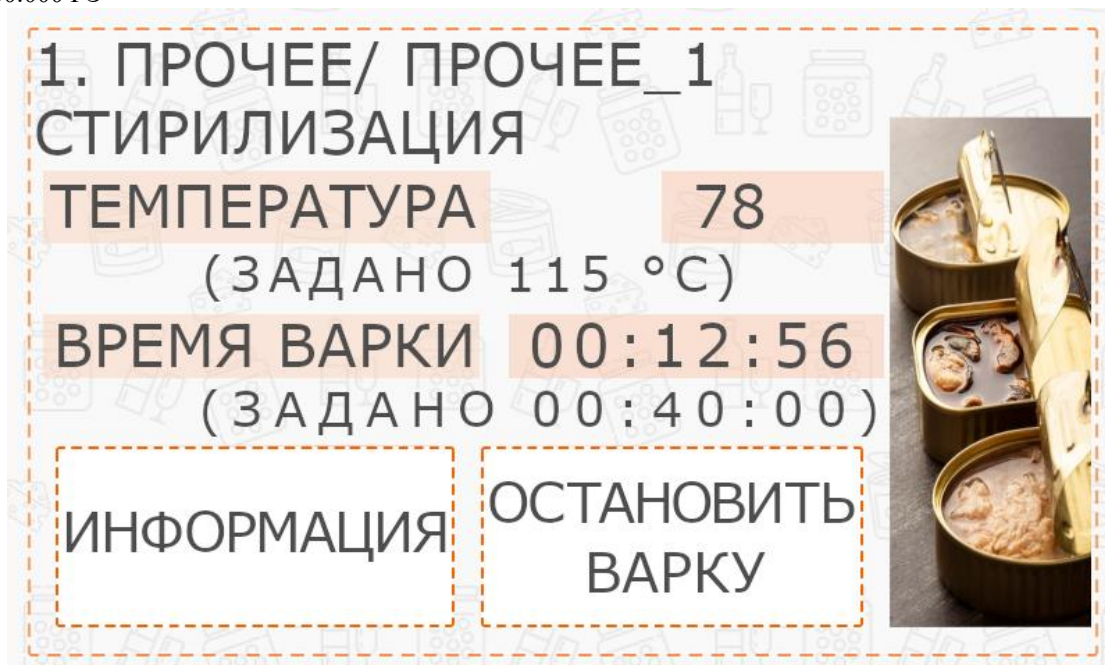 1. ПРОЧЕЕ/ ПРОЧЕЕ_1
СТИРИЛИЗАЦИЯ
ТЕМПЕРАТУРА 78
(ЗАДАНО 115 °C)
ВРЕМЯ ВАРКИ 00:12:56
(ЗАДАНО 00:40:00)
ИНФОРМАЦИЯ
ОСТАНОВИТЬ
ВАРКУ